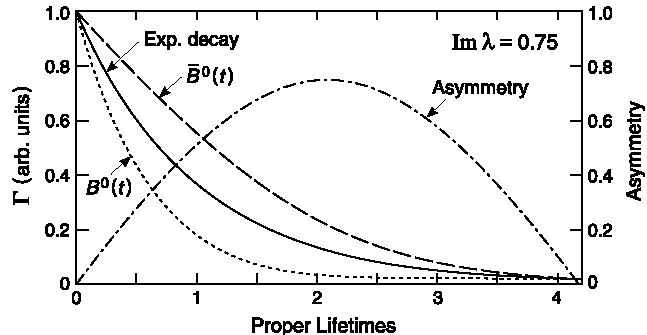 1.0
0.8
0.6
0.4
0.2
0
Γ (arb. units)
Exp. decay
B̅⁰(t)
B⁰(t)
Im λ = 0.75
Asymmetry
1.0
0.8
0.6
0.4
0.2
0
Asymmetry
0 1 2 3 4
Proper Lifetimes